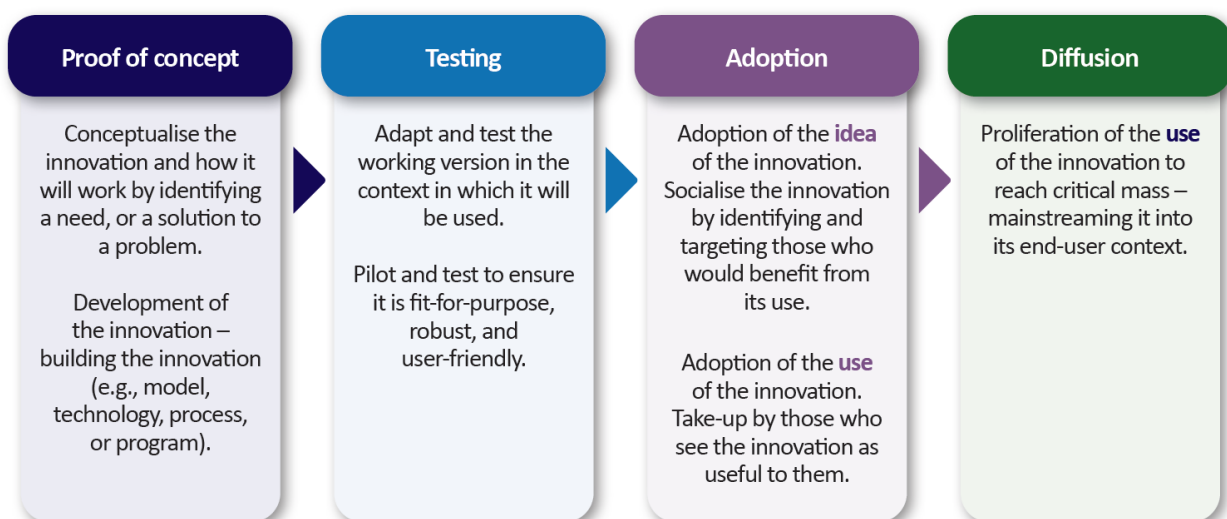 Proof of concept
Conceptualise the
innovation and how it
will work by identifying
a need, or a solution to
a problem.
Development of
the innovation –
building the innovation
(e.g., model,
technology, process,
or program).
Testing
Adapt and test the
working version in the
context in which it will
be used.
Pilot and test to ensure
it is fit-for-purpose,
robust, and
user-friendly.
Adoption
Adoption of the idea
of the innovation.
Socialise the innovation
by identifying and
targeting those who
would benefit from
its use.
Adoption of the use
of the innovation.
Take-up by those who
see the innovation as
useful to them.
Diffusion
Proliferation of the use
of the innovation to
reach critical mass –
mainstreaming it into
its end-user context.